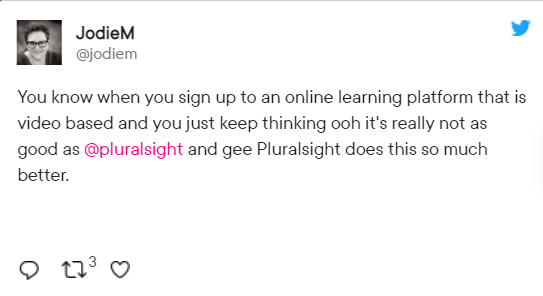 JodieM
@jodiem
You know when you sign up to an online learning platform that is
video based and you just keep thinking ooh it's really not as
good as @pluralsight and gee Pluralsight does this so much
better.
3